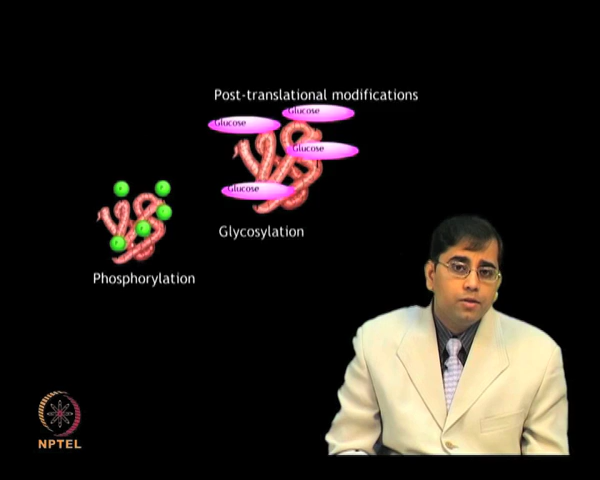 Post-translational modifications
Glucose
Glucose
Glucose
Glucose
Glycosylation
Phosphorylation
NPTEL